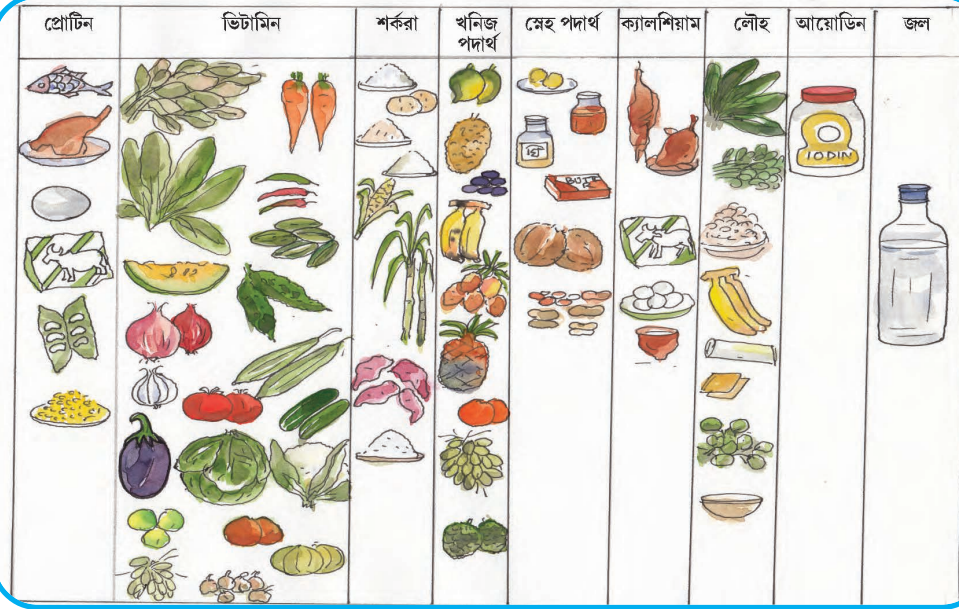 প্রোটিন
ভিটামিন
শর্করা
খনিজ
পদার্থ
স্নেহ পদার্থ
ক্যালশিয়াম
লৌহ
আয়োডিন
জল
ঘি
IODIN